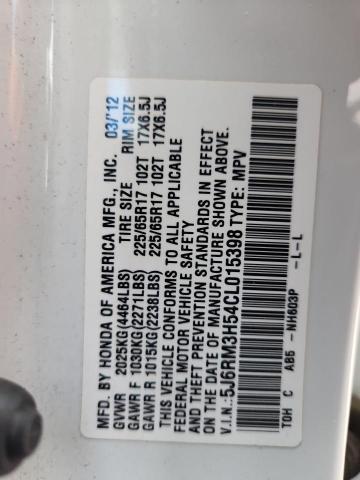 MFD. BY HONDA OF AMERICA MFG., INC. 03/'12
GVWR 2025KG(4464LBS) TIRE SIZE RIM SIZE
GAWR F 1030KG(2271LBS) 225/65R17 102T 17X6.5J
GAWR R 1015KG(2238LBS) 225/65R17 102T 17X6.5J
THIS VEHICLE CONFORMS TO ALL APPLICABLE
FEDERAL MOTOR VEHICLE SAFETY
AND THEFT PREVENTION STANDARDS IN EFFECT
ON THE DATE OF MANUFACTURE SHOWN ABOVE.
V.I.N.:5J6RM3H54CL015398 TYPE: MPV
TOH C AB5 -NH603P -L-L